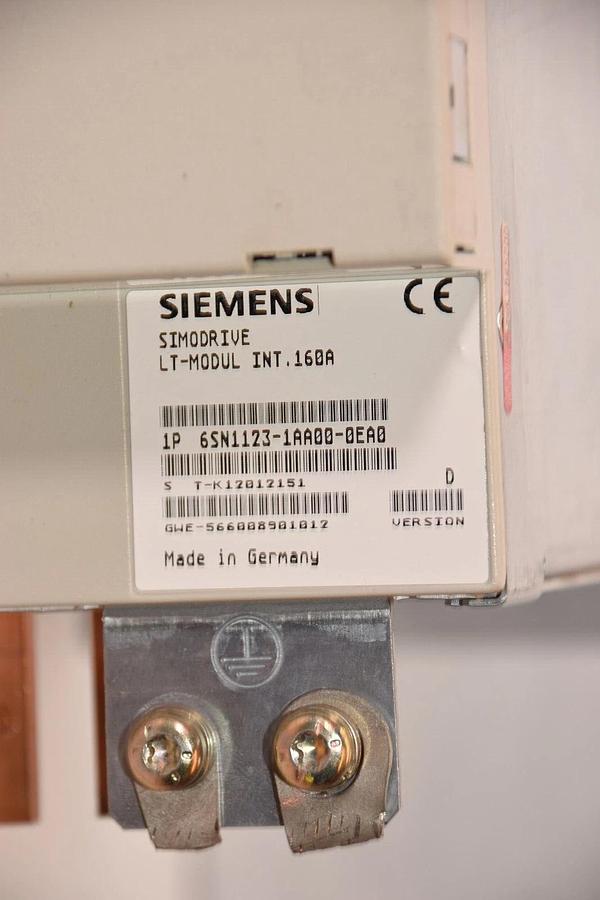 SIEMENS
CE
SIMODRIVE
LT-MODUL INT.160A
1P 6SN1123-1AA00-0EA0
S T-K12012151
D
GWE-566008901012
VERSION
Made in Germany